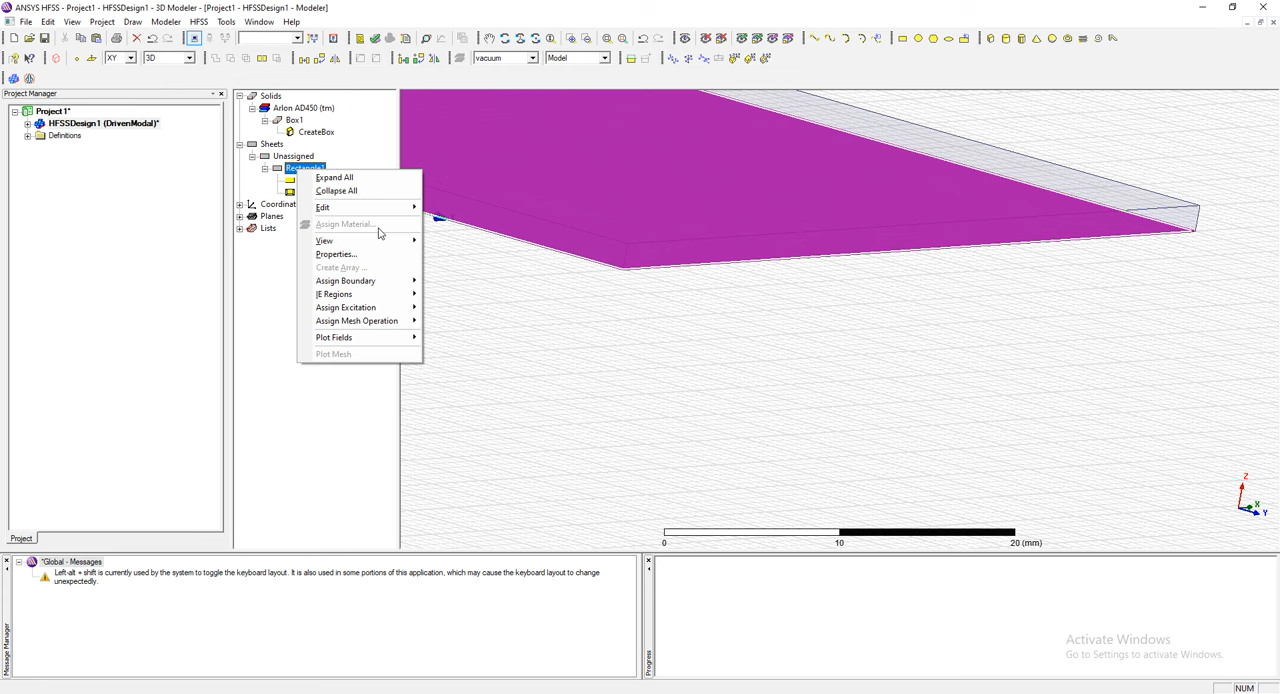 ANSYS HFSS - Project1 - HFSSDesign1 - 3D Modeler - [Project1 - HFSSDesign1 - Modeler]
File Edit View Project Draw Modeler HFSS Tools Window Help
XY 3D vacuum Model
Project Manager
Project1*
HFSSDesign1 (DrivenModal)*
Definitions
Project
Solids
Arlon AD450 (tm)
Box1
CreateBox
Sheets
Unassigned
Rectangle1
Coordinat
Planes
Lists
Expand All
Collapse All
Edit
Assign Material...
View
Properties...
Create Array ...
Assign Boundary
IE Regions
Assign Excitation
Assign Mesh Operation
Plot Fields
Plot Mesh
Z
X
Y
0 10 20 (mm)
*Global - Messages
Left-alt + shift is currently used by the system to toggle the keyboard layout. It is also used in some portions of this application, which may cause the keyboard layout to change
unexpectedly.
Message Manager
Progress
Activate Windows
Go to Settings to activate Windows.
NUM